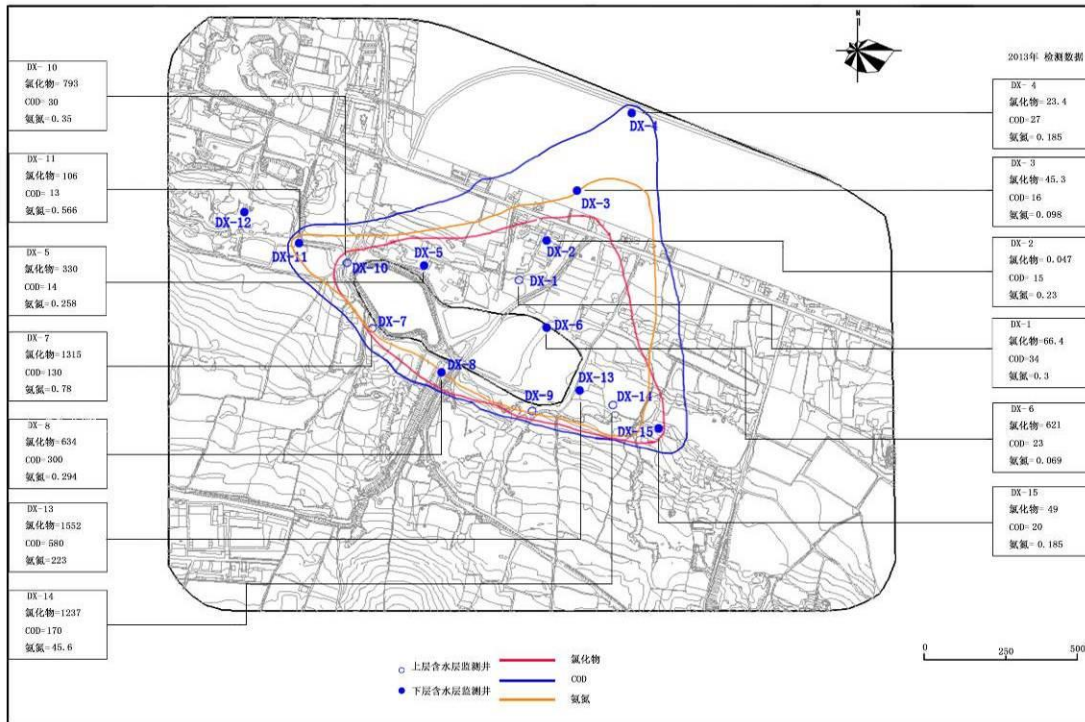 N
2013年 检测数据
DX- 10
氯化物= 793
COD= 30
氨氮= 0.35
DX- 11
氯化物= 106
COD= 13
氨氮= 0.566
DX- 5
氯化物= 330
COD= 14
氨氮= 0.258
DX- 7
氯化物= 1315
COD= 130
氨氮= 0.78
DX- 8
氯化物= 634
COD= 300
氨氮= 0.294
DX-13
氯化物=1552
COD= 580
氨氮= 223
DX-14
氯化物=1237
COD= 170
氨氮= 45.6
DX-4
DX-3
DX-12
DX-2
DX-11
DX-10
DX-5
DX-1
DX-7
DX-6
DX-8
DX-13
DX-9
DX-14
DX-15
DX- 4
氯化物= 23.4
COD= 27
氨氮= 0.185
DX- 3
氯化物= 45.3
COD= 16
氨氮= 0.098
DX- 2
氯化物= 0.047
COD= 15
氨氮= 0.23
DX-1
氯化物-66.4
COD=34
氨氮= 0.3
DX- 6
氯化物= 621
COD= 23
氨氮= 0.069
DX-15
氯化物= 49
COD= 20
氨氮= 0.185
0 250 500
上层含水层监测井 氯化物
COD
下层含水层监测井 氨氮